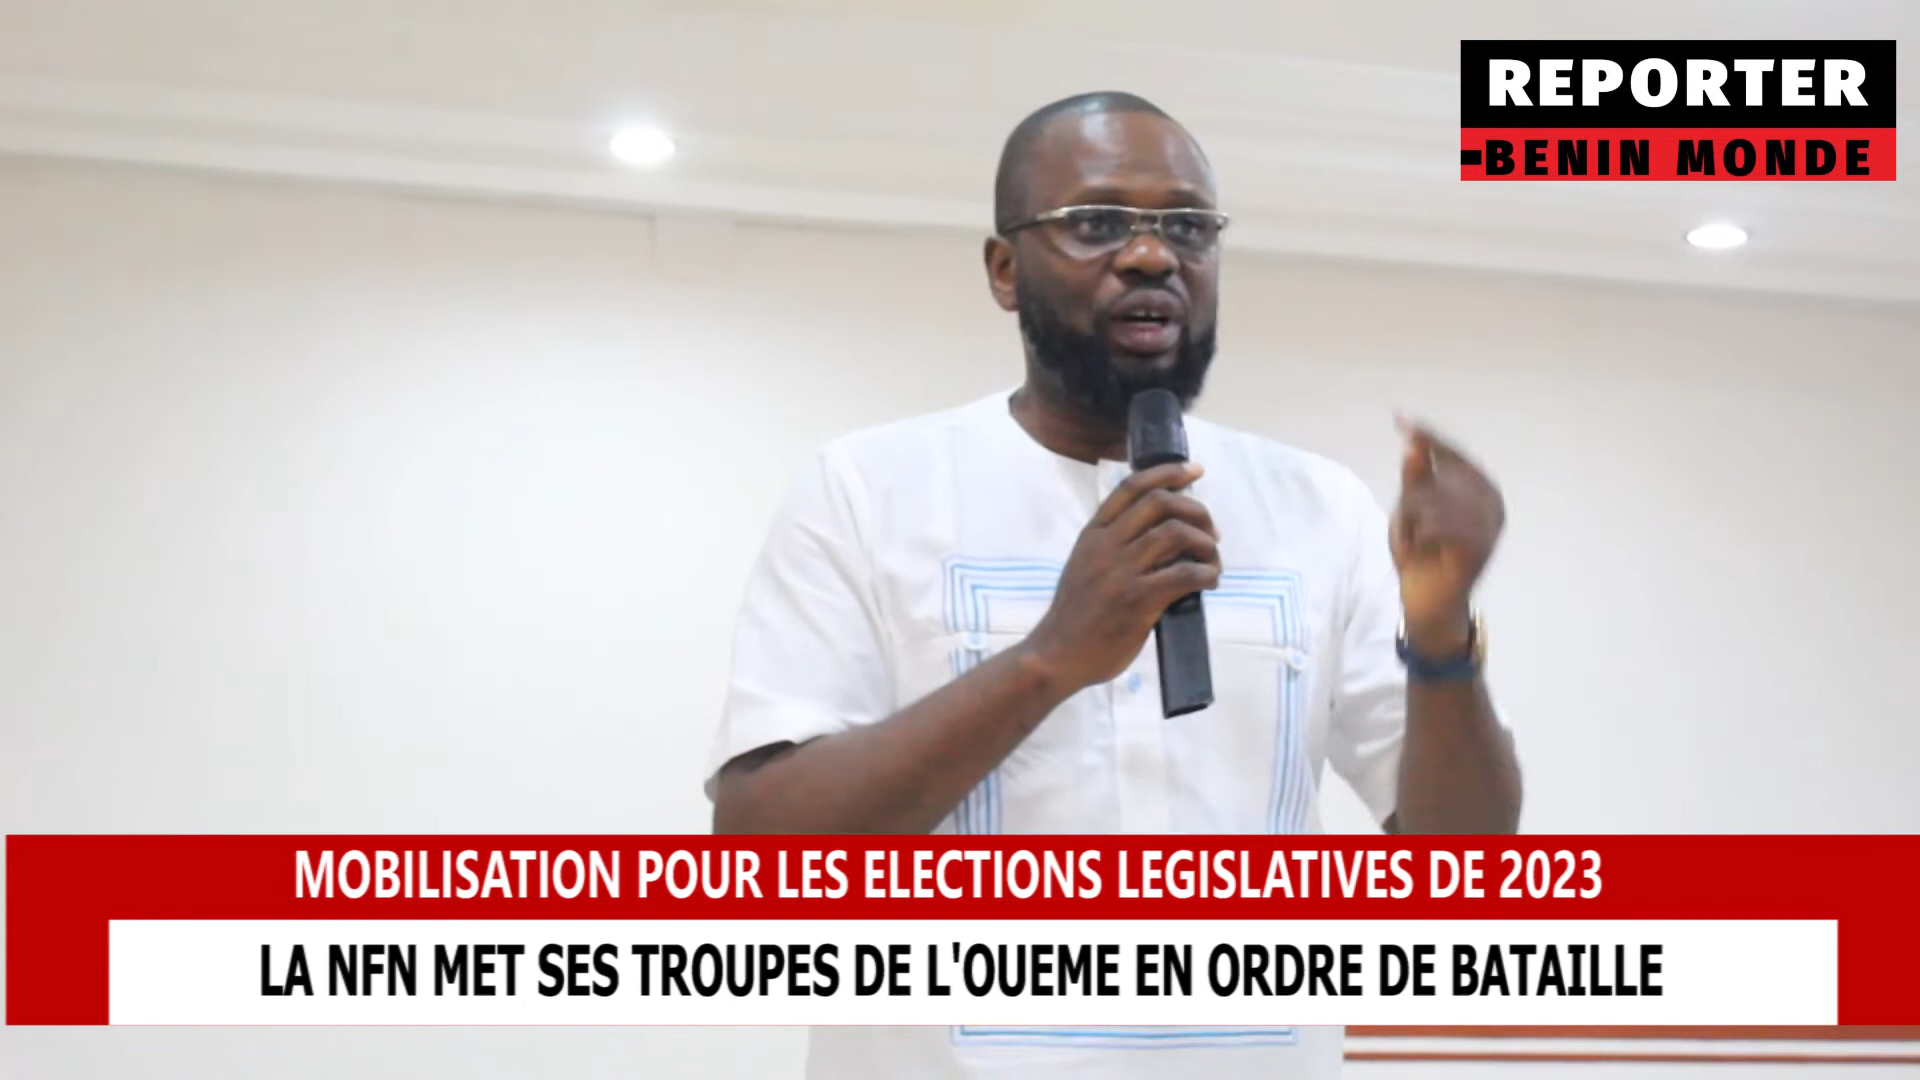 REPORTER
BENIN MONDE
MOBILISATION POUR LES ELECTIONS LEGISLATIVES DE 2023
LA NFN MET SES TROUPES DE L'OUEME EN ORDRE DE BATAILLE